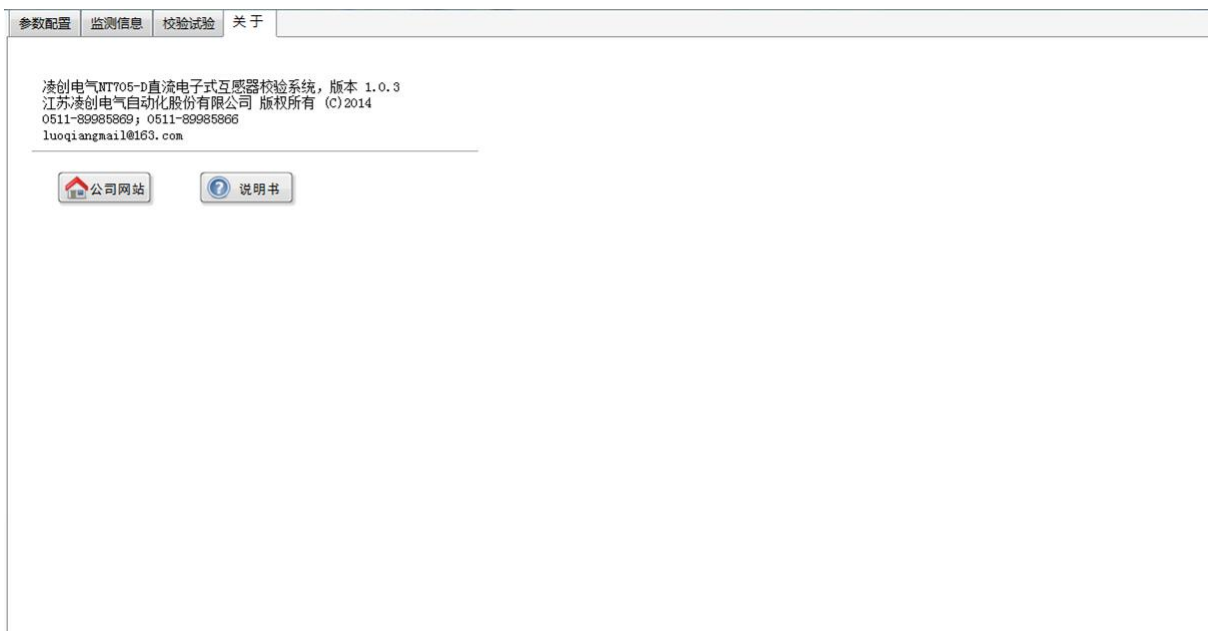 参数配置 监测信息 校验试验 关于
凌创电气NT705-D直流电子式互感器校验系统，版本 1.0.3
江苏凌创电气自动化股份有限公司 版权所有 (C)2014
0511-89985869；0511-89985866
luoqiangmail@163.com
公司网站 说明书